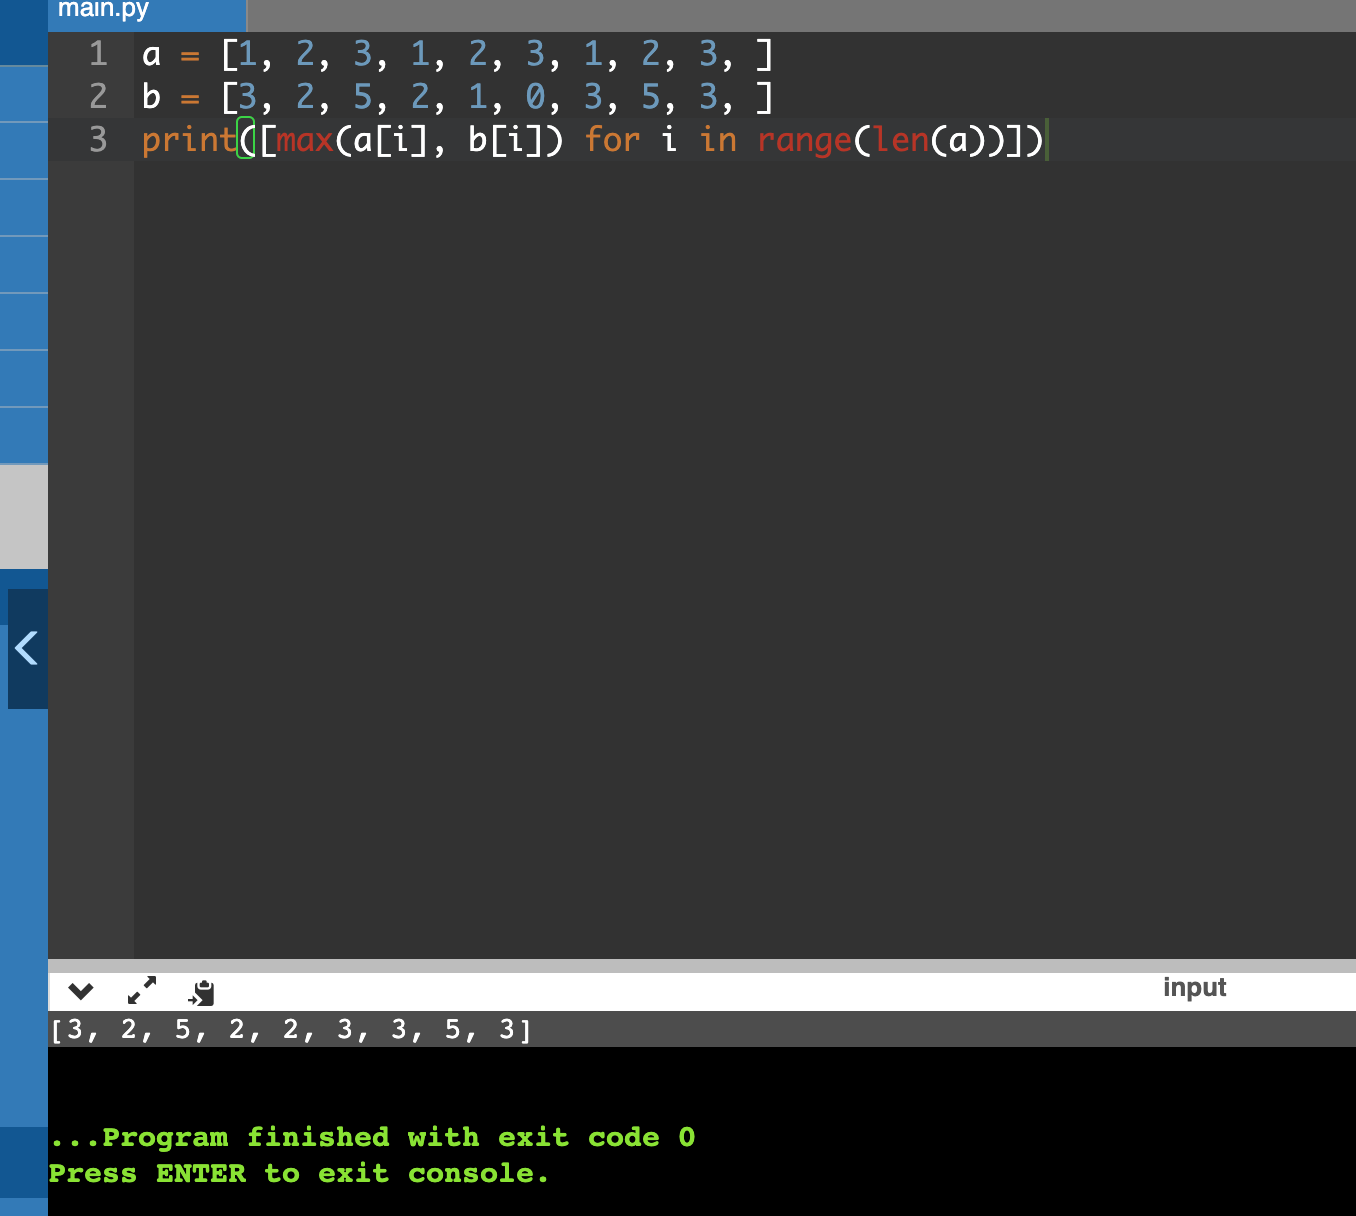 main.py
1 a = [1, 2, 3, 1, 2, 3, 1, 2, 3, ]
2 b = [3, 2, 5, 2, 1, 0, 3, 5, 3, ]
3 print([max(a[i], b[i]) for i in range(len(a))])
input
[3, 2, 5, 2, 2, 3, 3, 5, 3]
...Program finished with exit code 0
Press ENTER to exit console.